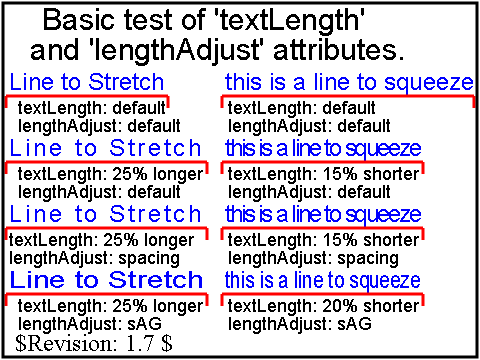 Basic test of 'textLength'
and 'lengthAdjust' attributes.
Line to Stretch
textLength: default
lengthAdjust: default
this is a line to squeeze
textLength: default
lengthAdjust: default
Line to Stretch
textLength: 25% longer
lengthAdjust: default
this is a line to squeeze
textLength: 15% shorter
lengthAdjust: default
Line to Stretch
textLength: 25% longer
lengthAdjust: spacing
this is a line to squeeze
textLength: 15% shorter
lengthAdjust: spacing
Line to Stretch
textLength: 25% longer
lengthAdjust: sAG
this is a line to squeeze
textLength: 20% shorter
lengthAdjust: sAG
$Revision: 1.7 $